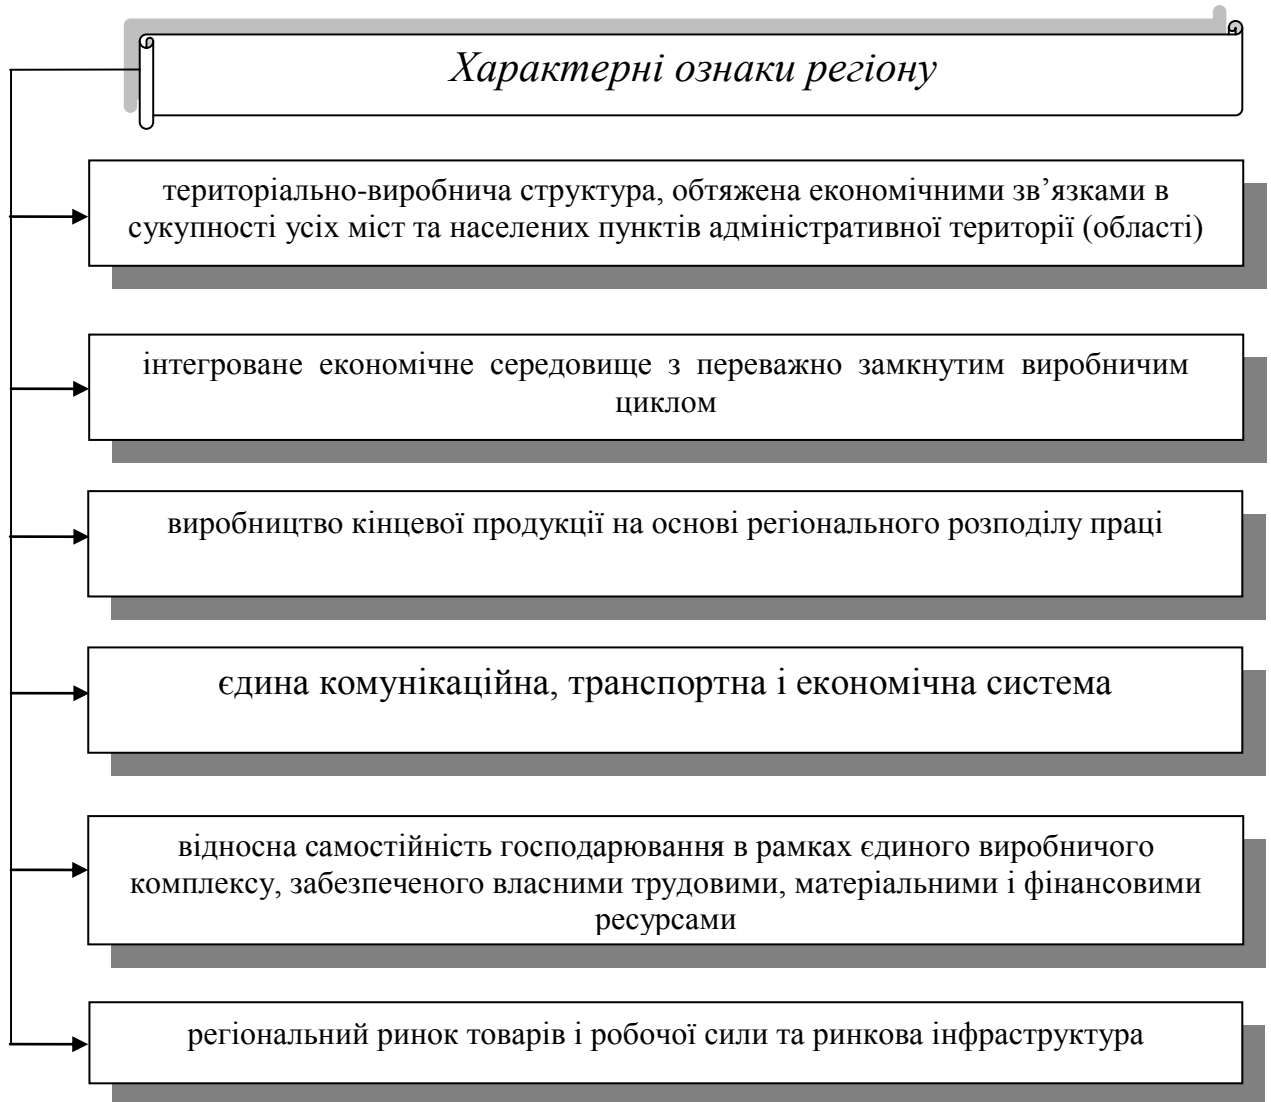 Характерні ознаки регіону
територіально-виробнича структура, обтяжена економічними зв’язками в
сукупності усіх міст та населених пунктів адміністративної території (області)
інтегроване економічне середовище з переважно замкнутим виробничим
циклом
виробництво кінцевої продукції на основі регіонального розподілу праці
єдина комунікаційна, транспортна і економічна система
відносна самостійність господарювання в рамках єдиного виробничого
комплексу, забезпеченого власними трудовими, матеріальними і фінансовими
ресурсами
регіональний ринок товарів і робочої сили та ринкова інфраструктура